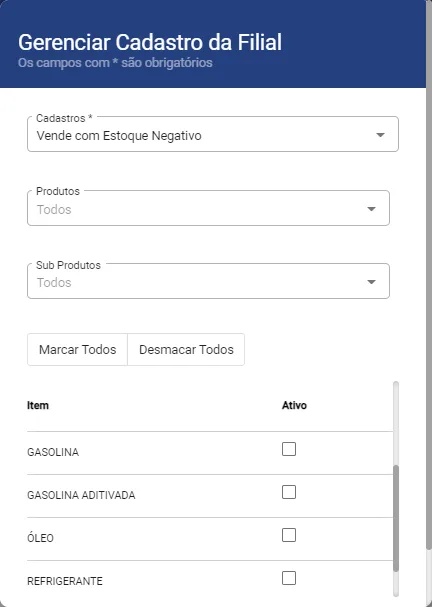 Gerenciar Cadastro da Filial
Os campos com * são obrigatórios
Cadastros *
Vende com Estoque Negativo
Produtos
Todos
Sub Produtos
Todos
Marcar Todos Desmacar Todos
Item Ativo
GASOLINA
GASOLINA ADITIVADA
ÓLEO
REFRIGERANTE